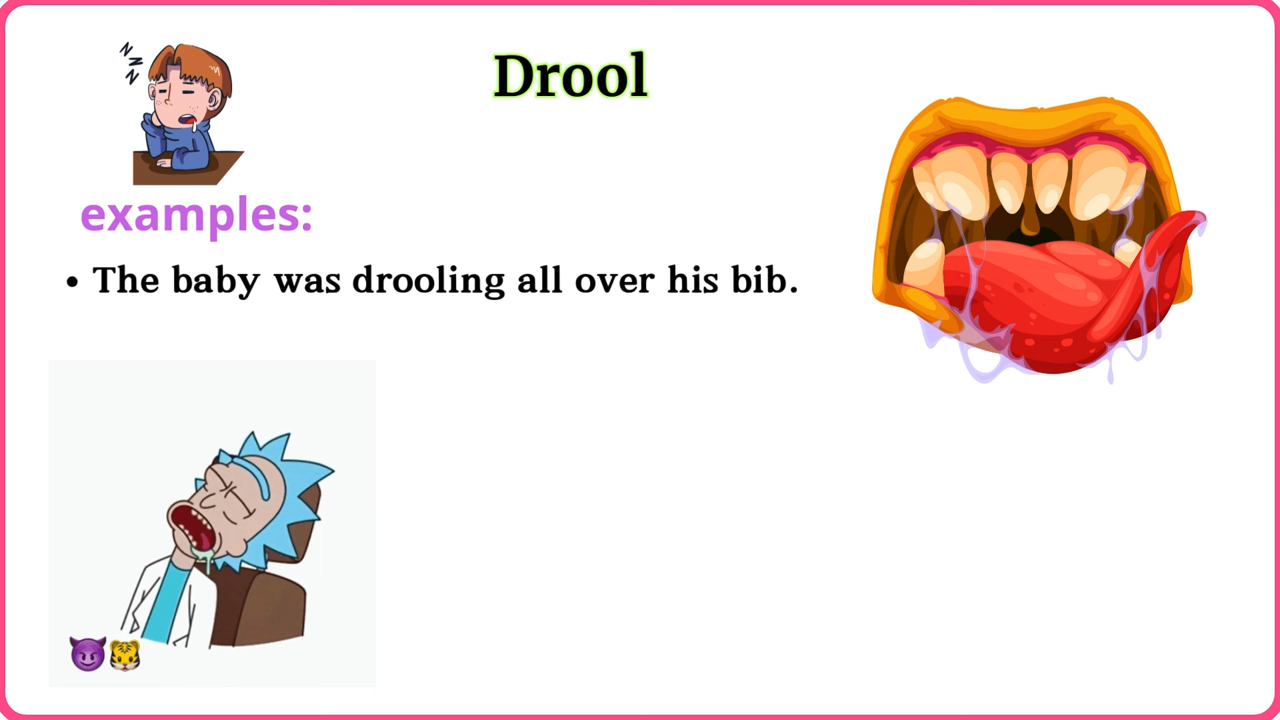 Z Z Z
Drool
examples:
• The baby was drooling all over his bib.